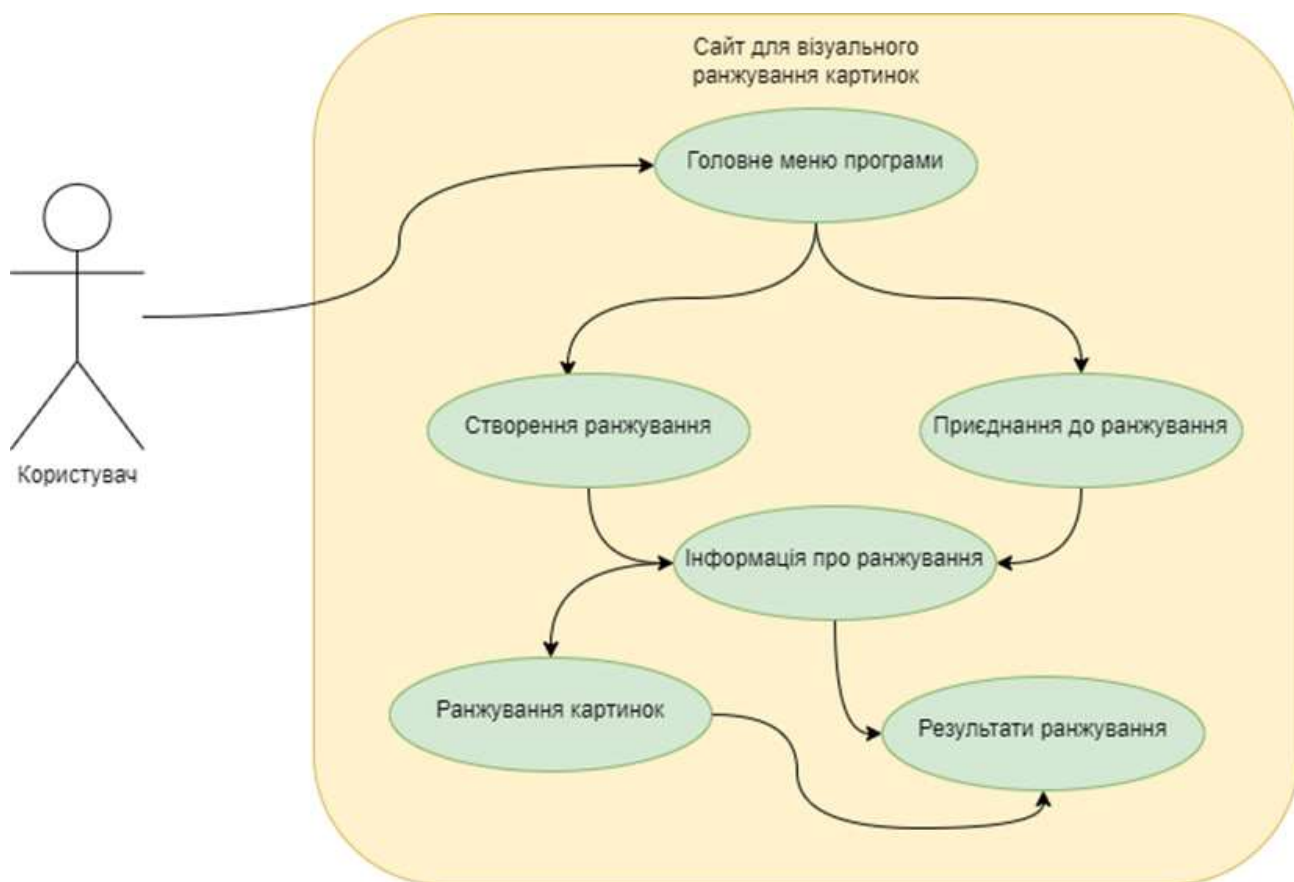 Сайт для візуального
ранжування картинок
Головне меню програми
Створення ранжування
Приєднання до ранжування
Користувач
Інформація про ранжування
Ранжування картинок
Результати ранжування